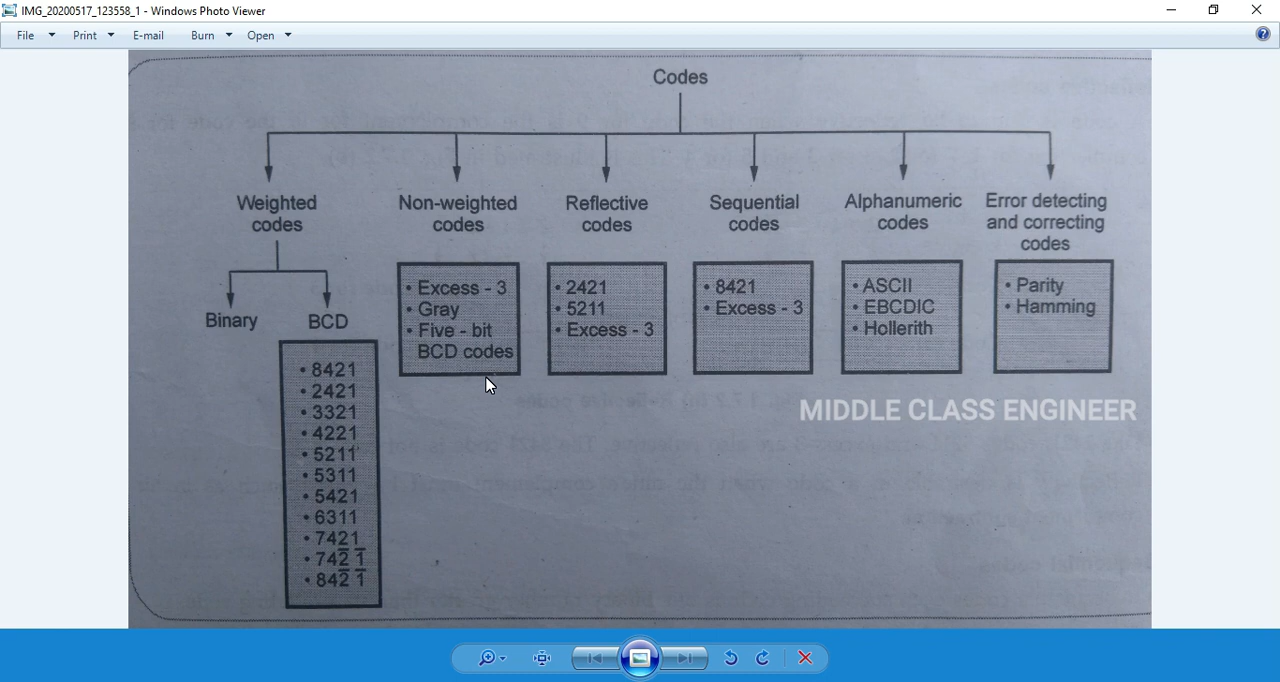 IMG_20200517_123558_1 - Windows Photo Viewer
File Print E-mail Burn Open
Codes
Weighted
codes
Non-weighted
codes
Reflective
codes
Sequential
codes
Alphanumeric
codes
Error detecting
and correcting
codes
Binary
BCD
• 8421
• 2421
• 3321
• 4221
• 5211
• 5311
• 5421
• 6311
• 7421
• 742̅ 1̅
• 842̅ 1̅
• Excess - 3
• Gray
• Five - bit
BCD codes
• 2421
• 5211
• Excess - 3
• 8421
• Excess - 3
• ASCII
• EBCDIC
• Hollerith
• Parity
• Hamming
MIDDLE CLASS ENGINEER